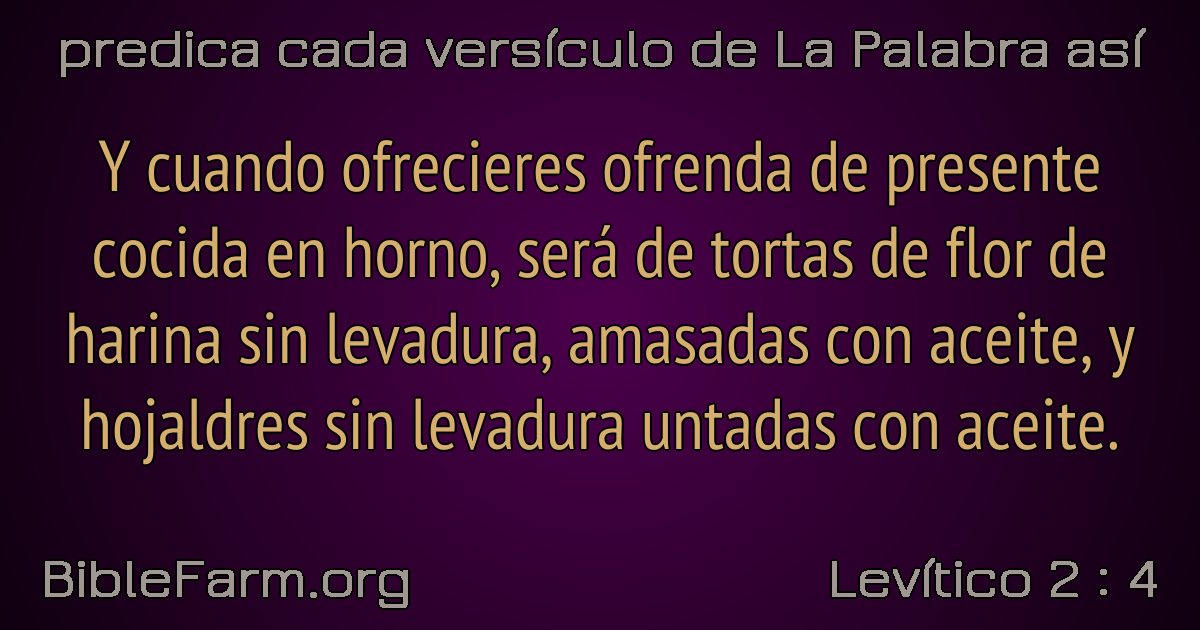 predica cada versículo de La Palabra así
Y cuando ofrecieres ofrenda de presente
cocida en horno, será de tortas de flor de
harina sin levadura, amasadas con aceite, y
hojaldres sin levadura untadas con aceite.
BibleFarm.org
Levítico 2 : 4